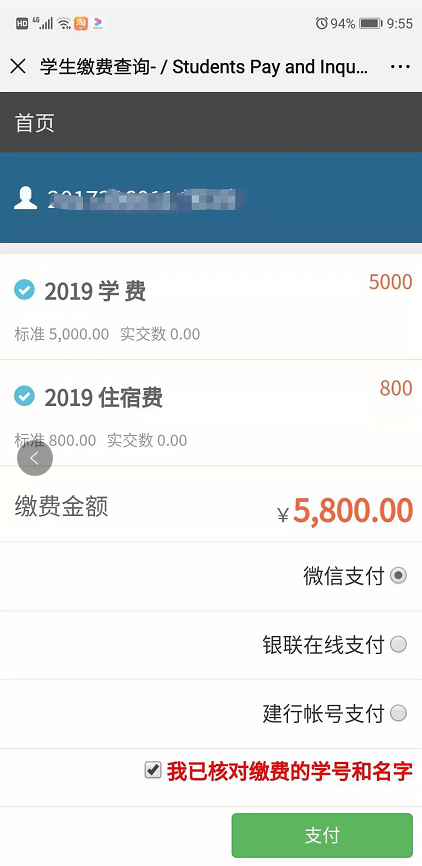 HD 4G 94% 9:55
学生缴费查询- / Students Pay and Inqu...
首页
2019 学 费
5000
标准 5,000.00 实交数 0.00
2019 住宿费
800
标准 800.00 实交数 0.00
缴费金额
￥5,800.00
微信支付
银联在线支付
建行帐号支付
我已核对缴费的学号和名字
支付